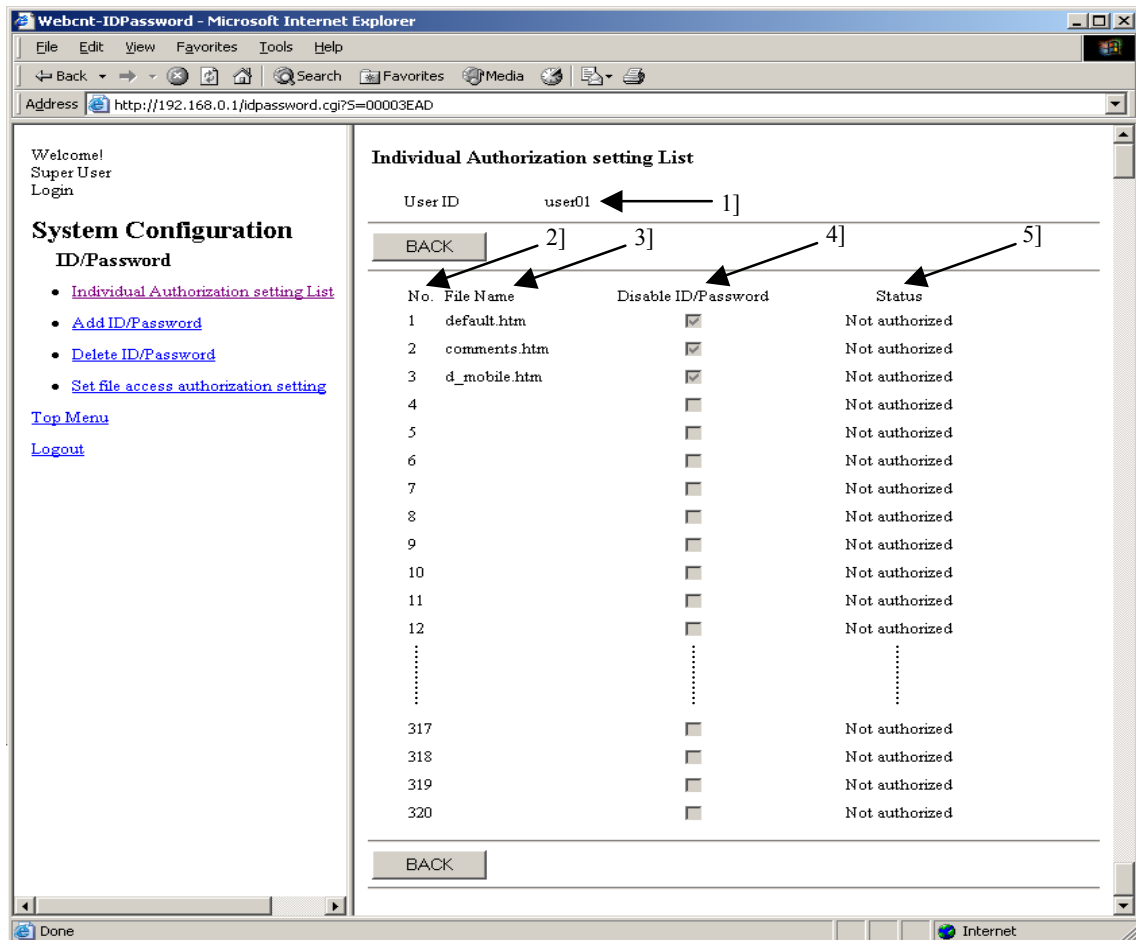 Webcnt-IDPassword - Microsoft Internet Explorer
File Edit View Favorites Tools Help
Back Search Favorites Media
Address http://192.168.0.1/idpassword.cgi?S=00003EAD
Welcome!
Super User
Login
System Configuration
ID/Password
Individual Authorization setting List
Add ID/Password
Delete ID/Password
Set file access authorization setting
Top Menu
Logout
Individual Authorization setting List
User ID user01 1]
BACK 2] 3] 4] 5]
No. File Name Disable ID/Password Status
1 default.htm Not authorized
2 comments.htm Not authorized
3 d_mobile.htm Not authorized
4 Not authorized
5 Not authorized
6 Not authorized
7 Not authorized
8 Not authorized
9 Not authorized
10 Not authorized
11 Not authorized
12 Not authorized
317 Not authorized
318 Not authorized
319 Not authorized
320 Not authorized
BACK
Done Internet